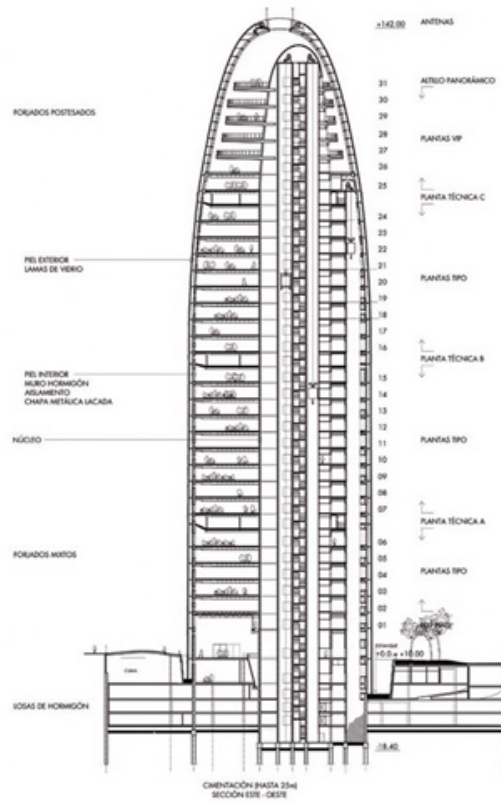 +142.00 ANTENAS
31 ALTILLO PANORÁMICO
30
FORJADOS POSTESADOS
29
28 PLANTAS VIP
27
26
25
PLANTA TÉCNICA C
24
23
22
PIEL EXTERIOR
LAMAS DE VIDRIO
21
20 PLANTAS TIPO
19
18
17
16
PLANTA TÉCNICA B
PIEL INTERIOR
MURO HORMIGÓN
AISLAMIENTO
CHAPA METÁLICA LACADA
15
14
13
12
NÚCLEO
11 PLANTAS TIPO
10
09
08
07
PLANTA TÉCNICA A
06
FORJADOS MIXTOS
05
04 PLANTAS TIPO
03
02
01
LOSAS DE HORMIGÓN
-18.40
CIMENTACIÓN (HASTA 25m)
SECCIÓN ESTE - OESTE